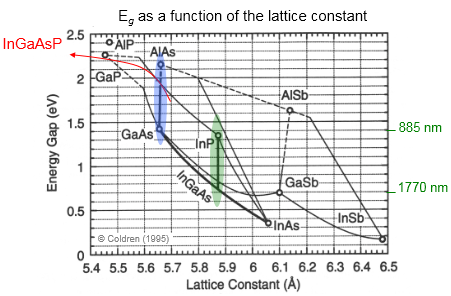 E_g as a function of the lattice constant
InGaAsP
AlP
AlAs
GaP
AlSb
GaAs
InP
885 nm
InGaAs
GaSb
1770 nm
InAs
InSb
© Coldren (1995)
Energy Gap (eV)
2.5
2
1.5
1
0.5
0
5.4 5.5 5.6 5.7 5.8 5.9 6 6.1 6.2 6.3 6.4 6.5
Lattice Constant (Å)